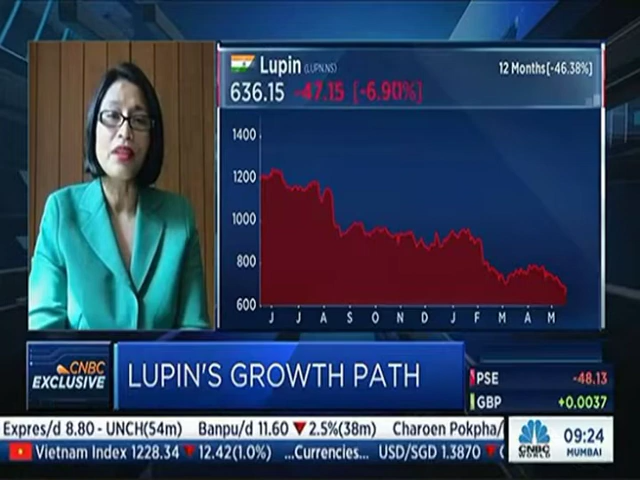 Lupin (LUPN.NS)
12 Months[-46.38%]
636.15 -47.15 [-6.90%]
1400
1200
1000
800
600
J J A S O N D J F M A M
CNBC
EXCLUSIVE
LUPIN'S GROWTH PATH
PSE -48.13
GBP +0.0037
Expres/d 8.80 - UNCH(54m) Banpu/d 11.60 ▼ 2.5%(38m) Charoen Pokpha/
Vietnam Index 1228.34 ▼ 12.42(1.0%) ...Currencies... USD/SGD 1.3870 ▼
CNBC
WORLD
09:24
MUMBAI